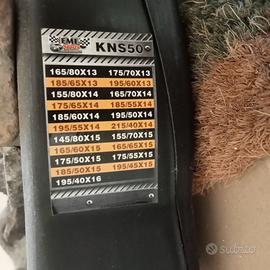 KNS50
165/80X13 175/70X13
185/65X13 195/60X13
155/80X14 165/70X14
175/65X14 185/55X14
185/60X14 195/50X14
195/55X14 215/40X14
145/80X15 155/70X15
165/60X15 165/65X15
175/50X15 175/55X15
185/50X15 195/45X15
195/40X16
subito